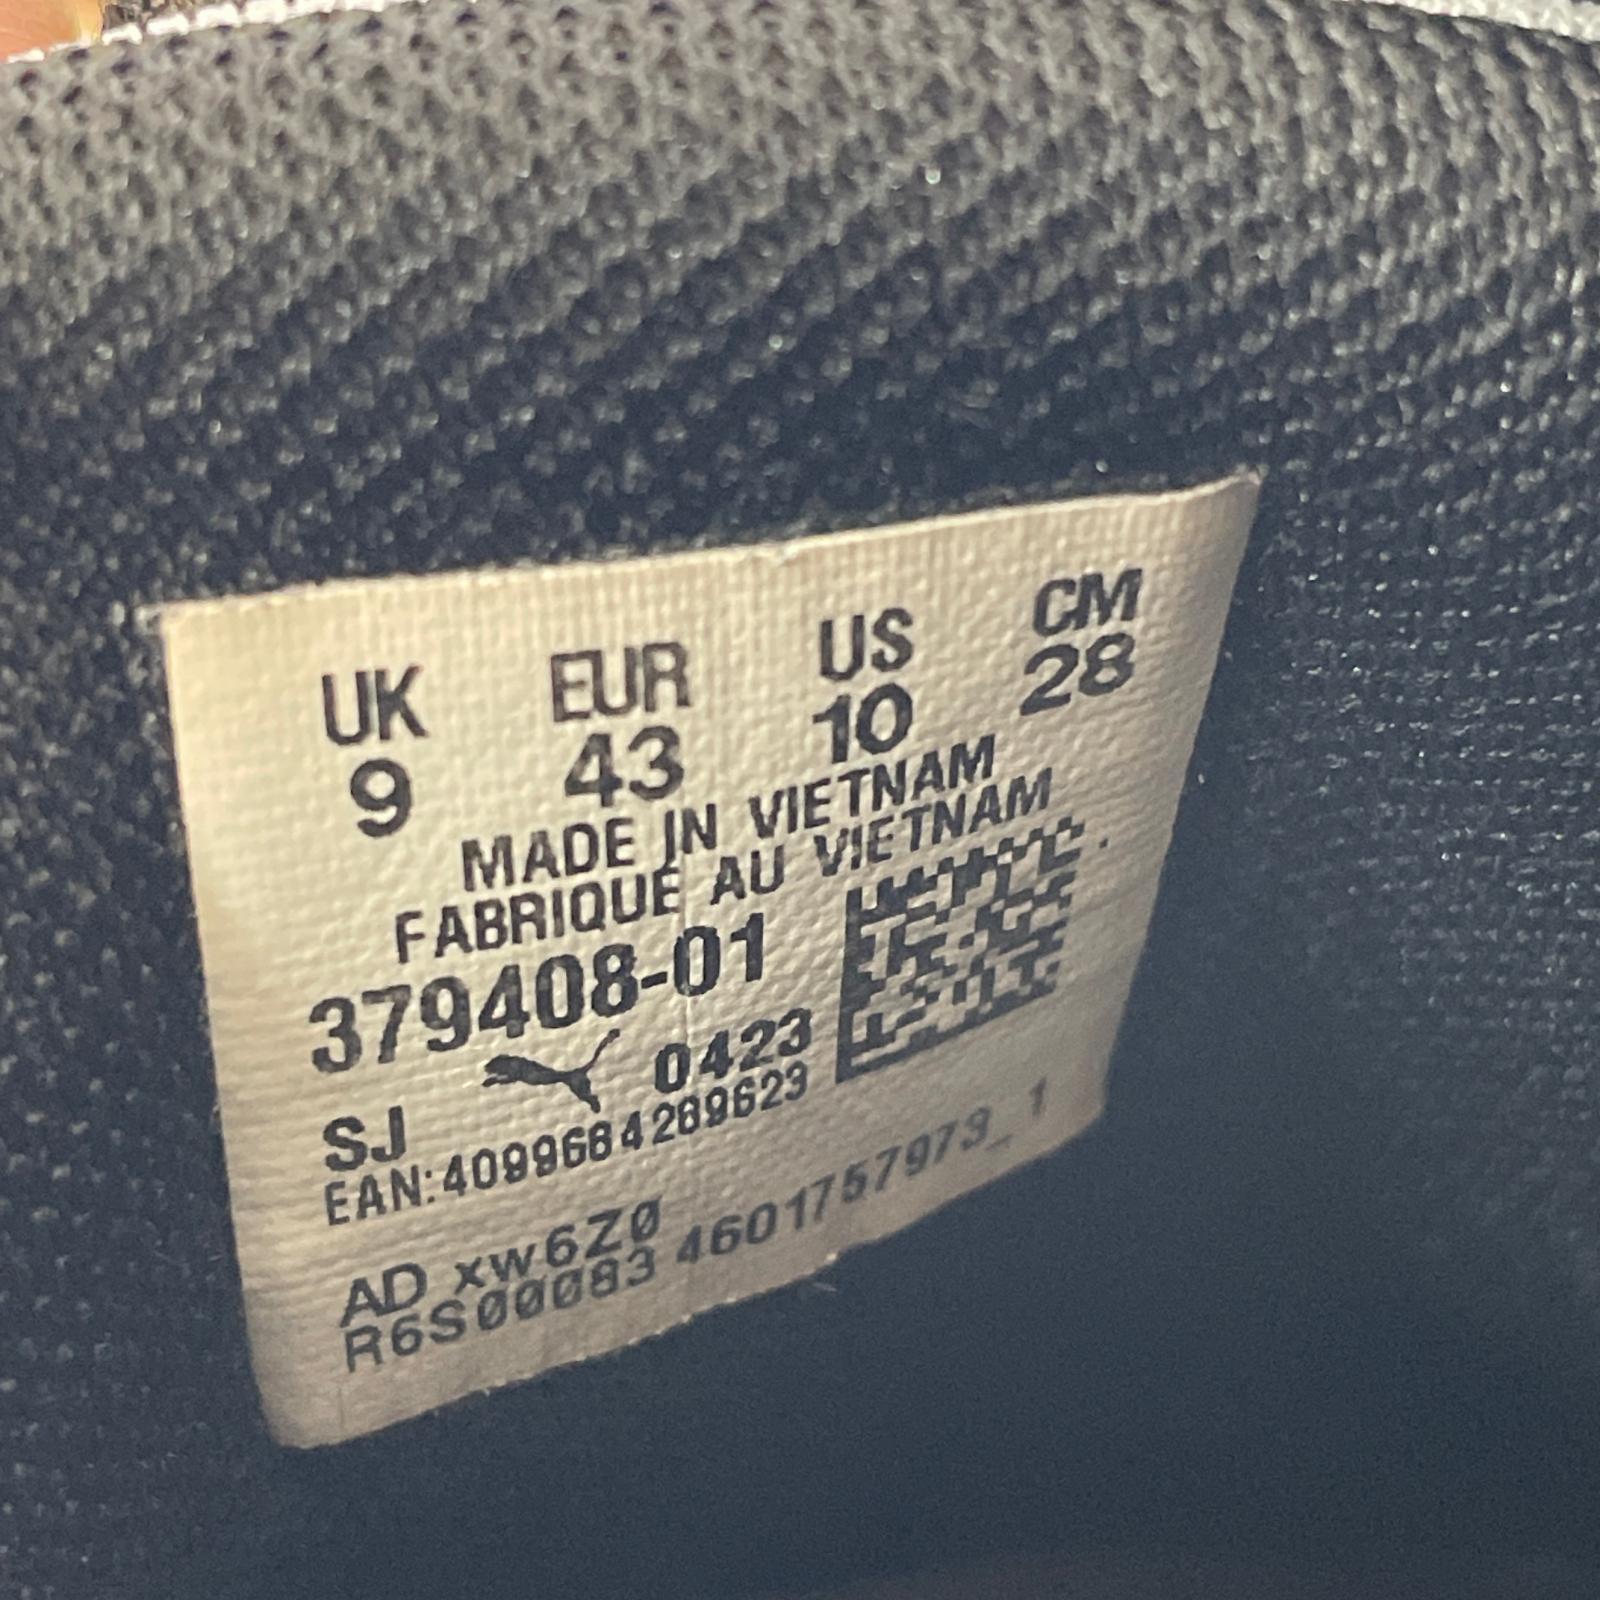 UK EUR US CM
9 43 10 28
MADE IN VIETNAM
FABRIQUE AU VIETNAM
379408-01
SJ 0423
EAN:4099684289623
AD xw6Z0
R6S00083 4601757973_1